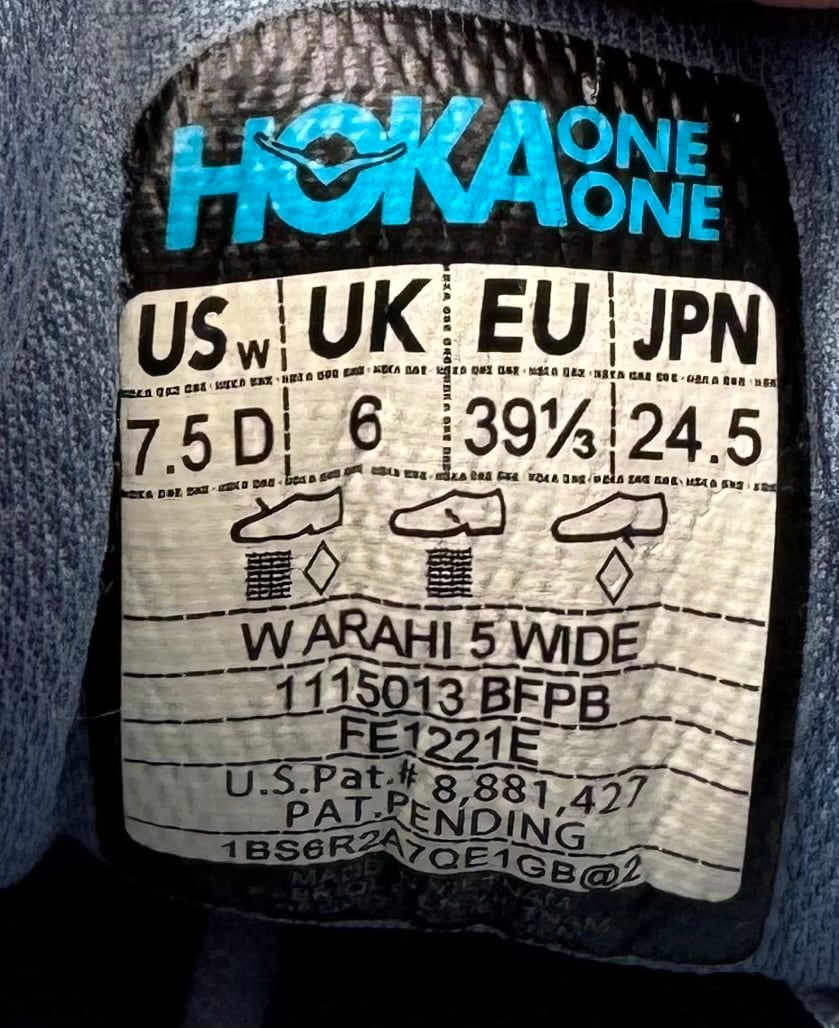 HOKA ONE ONE
US W UK EU JPN
7.5 D 6 39⅓ 24.5
W ARAHI 5 WIDE
1115013 BFPB
FE1221E
U.S.Pat.# 8,881,427
PAT.PENDING
1BS6R2A7QE1GB@2
MADE